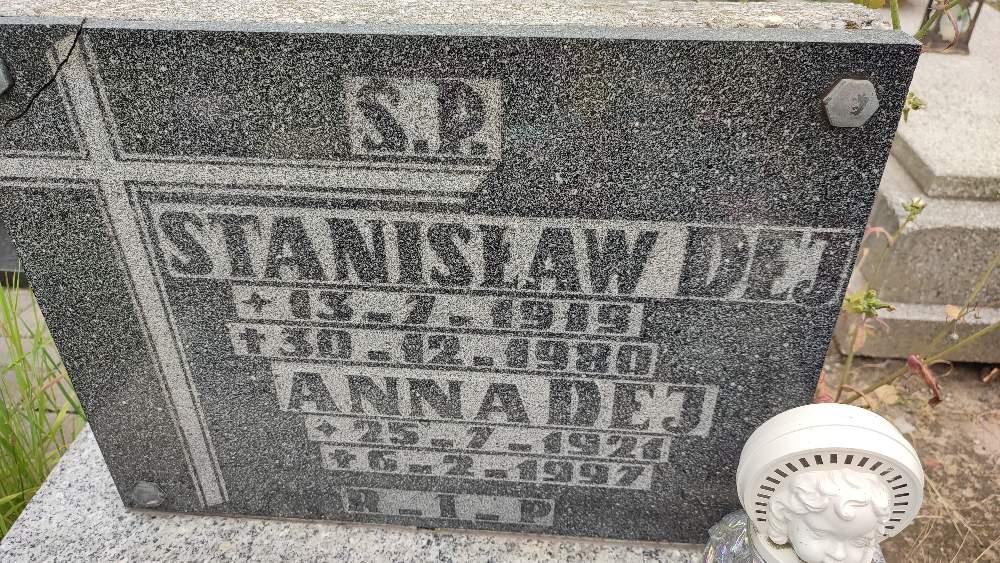 S.P.
STANISŁAW DEJ
+ 13-7-1919
+ 30-12-1980
ANNA DEJ
+ 25-7-1921
+ 6-2-1997
R-I-P